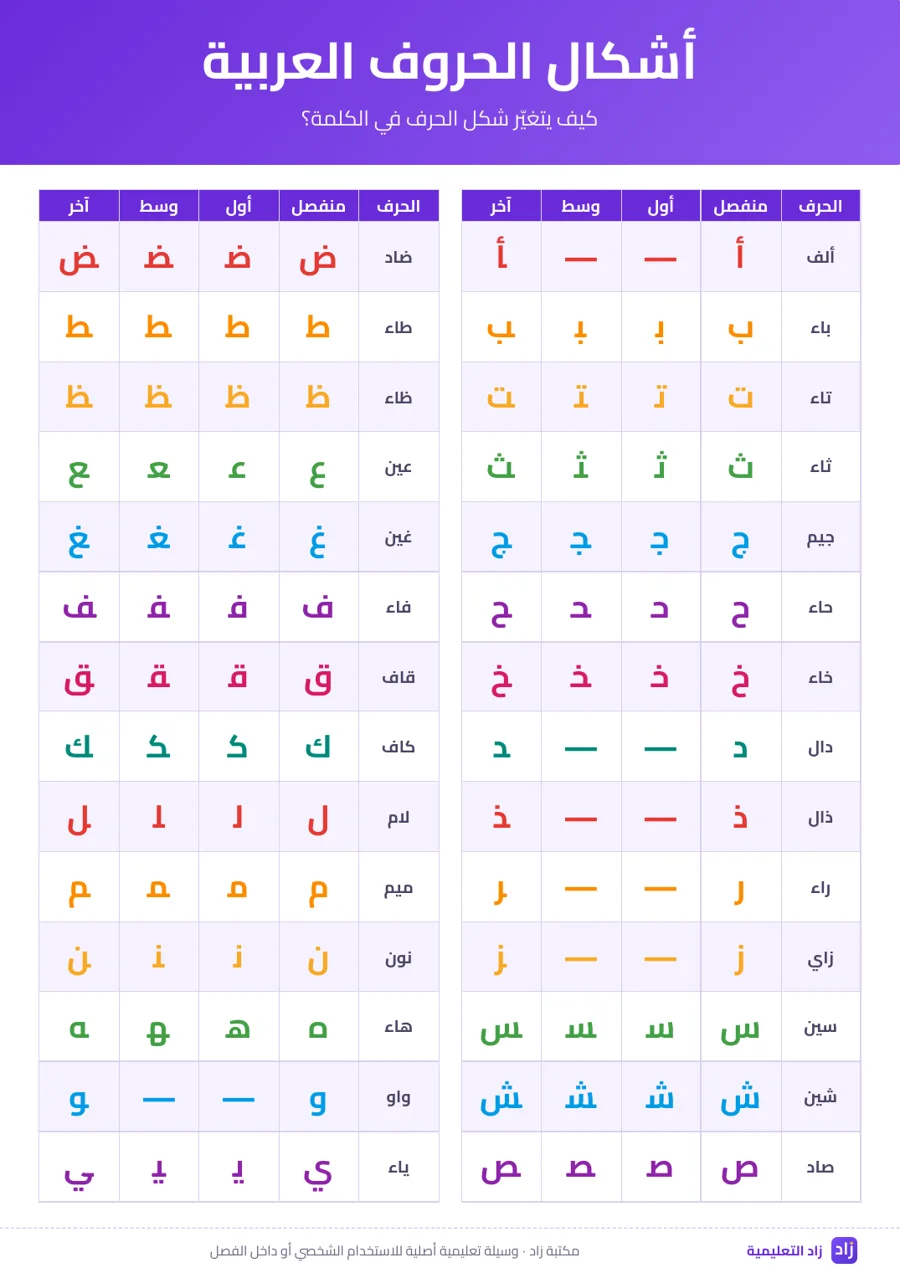 أشكال الحروف العربية
كيف يتغيّر شكل الحرف في الكلمة؟
الحرف منفصل أول وسط آخر
ألف أ — — ـأ
باء ب بـ ـبـ ـب
تاء ت تـ ـتـ ـت
ثاء ث ثـ ـثـ ـث
جيم ج جـ ـجـ ـج
حاء ح حـ ـحـ ـح
خاء خ خـ ـخـ ـخ
دال د — — ـد
ذال ذ — — ـذ
راء ر — — ـر
زاي ز — — ـز
سين س سـ ـسـ ـس
شين ش شـ ـشـ ـش
صاد ص صـ ـصـ ـص
الحرف منفصل أول وسط آخر
ضاد ض ضـ ـضـ ـض
طاء ط طـ ـطـ ـط
ظاء ظ ظـ ـظـ ـظ
عين ع عـ ـعـ ـع
غين غ غـ ـغـ ـغ
فاء ف فـ ـفـ ـف
قاف ق قـ ـقـ ـق
كاف ك كـ ـكـ ـك
لام ل لـ ـلـ ـل
ميم م مـ ـمـ ـم
نون ن نـ ـنـ ـن
هاء ه هـ ـهـ ـه
واو و — — ـو
ياء ي يـ ـيـ ـي
زاد زاد التعليمية
مكتبة زاد · وسيلة تعليمية أصلية للاستخدام الشخصي أو داخل الفصل